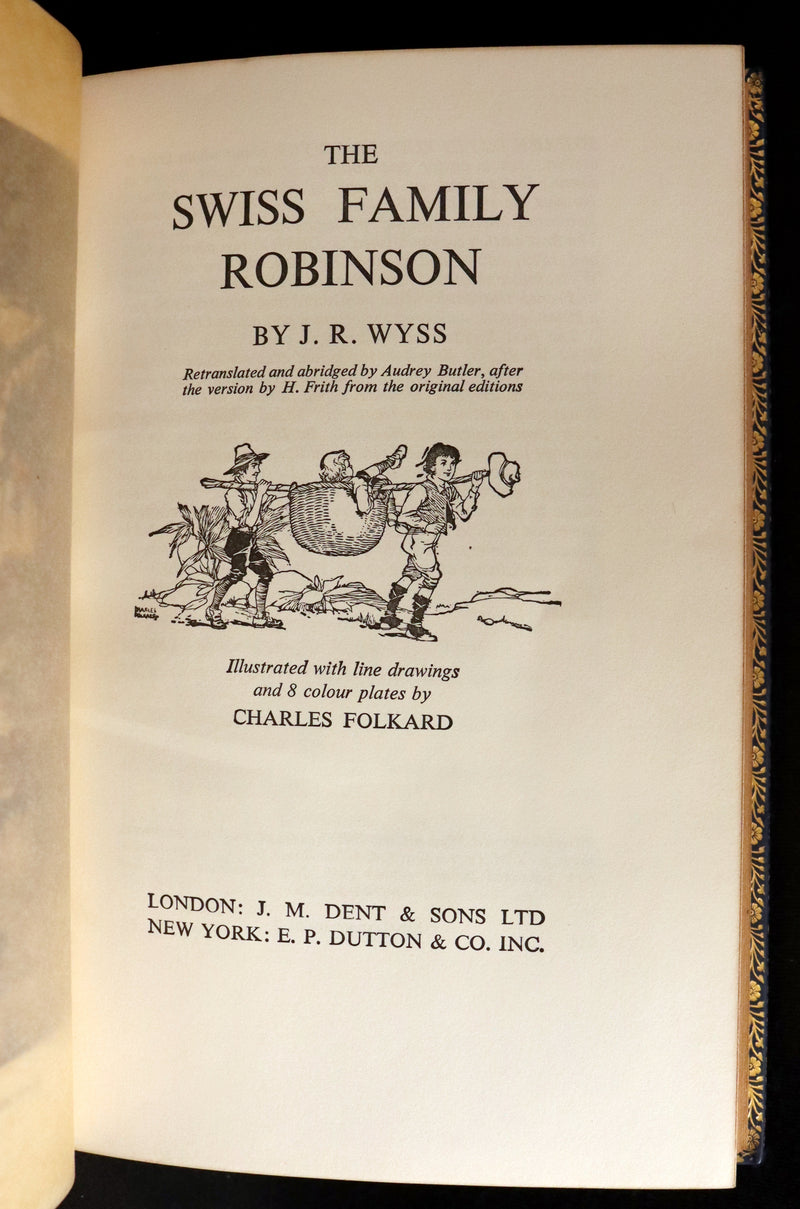 THE
SWISS FAMILY
ROBINSON
BY J. R. WYSS
Retranslated and abridged by Audrey Butler, after
the version by H. Frith from the original editions
CHARLES
FOLKARD
Illustrated with line drawings
and 8 colour plates by
CHARLES FOLKARD
LONDON: J. M. DENT & SONS LTD
NEW YORK: E. P. DUTTON & CO. INC.